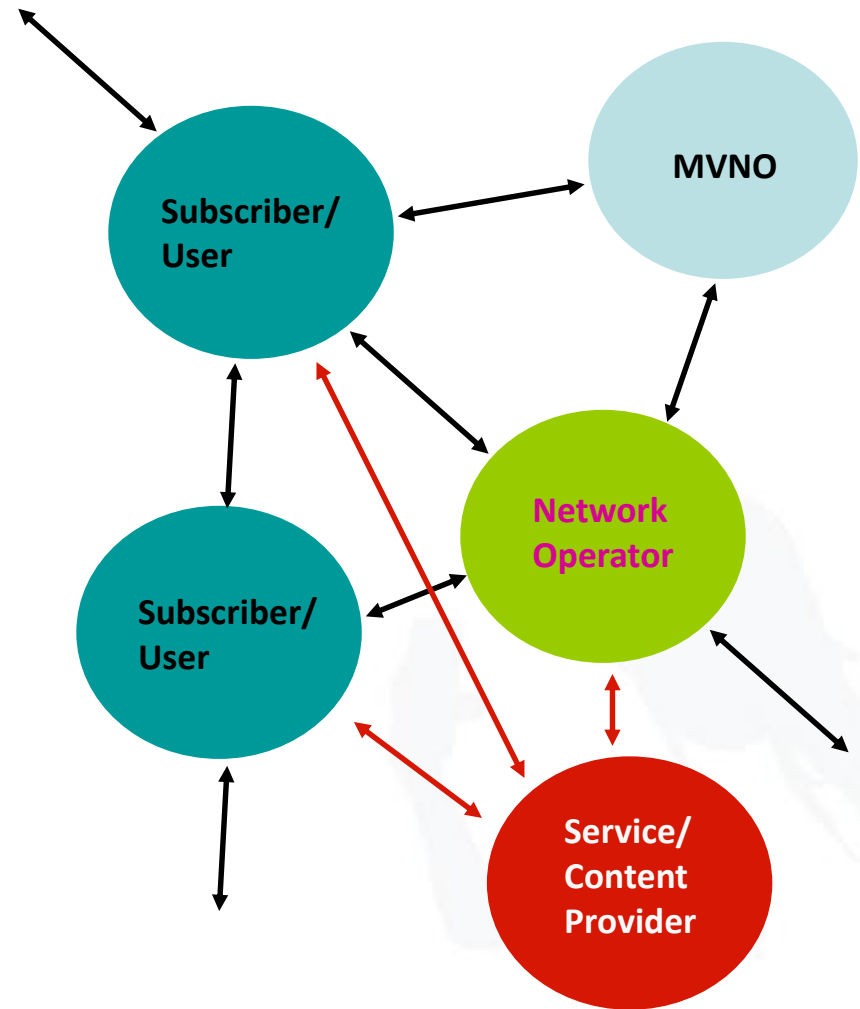 MVNO
Subscriber/
User
Network
Operator
Subscriber/
User
Service/
Content
Provider